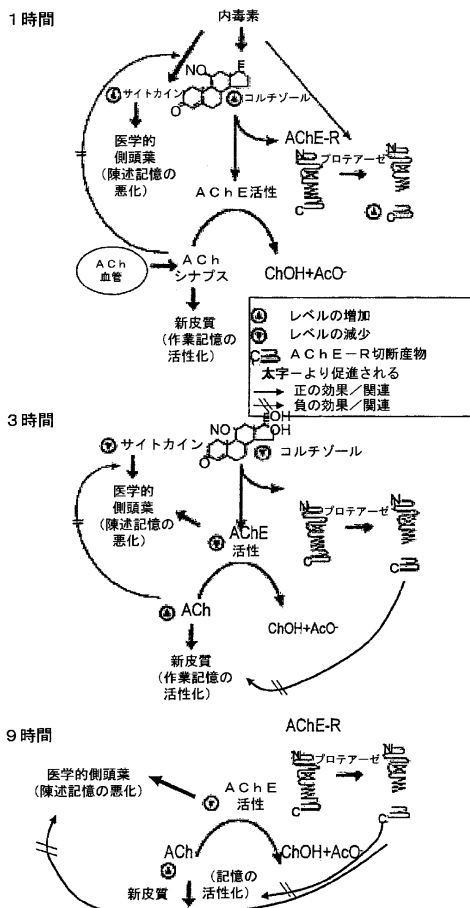 1時間
内毒素
E
NO
O
サイトカイン
コルチゾール
医学的
側頭葉
(陳述記憶の
悪化)
AChE-R
プロテアーゼ
N
N
C
C
AChE活性
ACh
血管
ACh
シナプス
ChOH+AcO-
新皮質
(作業記憶の
活性化)
レベルの増加
レベルの減少
C AChE-R切断産物
太字ーより促進される
正の効果/関連
負の効果/関連
3時間
OH
NO OH
O
サイトカイン
コルチゾール
医学的
側頭葉
(陳述記憶の
悪化)
AChE
活性
プロテアーゼ
N
N
C
C
ACh
ChOH+AcO-
新皮質
(作業記憶の
活性化)
9時間
AChE-R
医学的側頭葉
(陳述記憶の悪化)
AChE
活性
プロテアーゼ
N
N
C
C
ACh
ChOH+AcO-
(記憶の
活性化)
新皮質